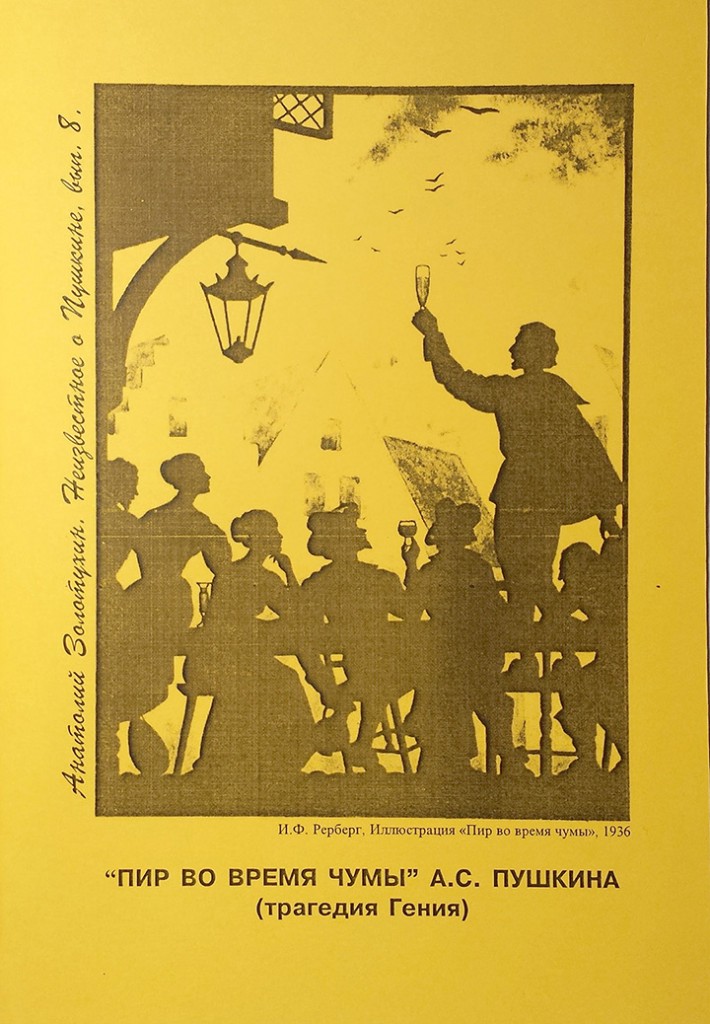 Анатолий Золотухин. Неизвестное о Пушкине, вып. 8.
И.Ф. Рерберг, Иллюстрация «Пир во время чумы», 1936
“ПИР ВО ВРЕМЯ ЧУМЫ” А.С. ПУШКИНА
(трагедия Гения)